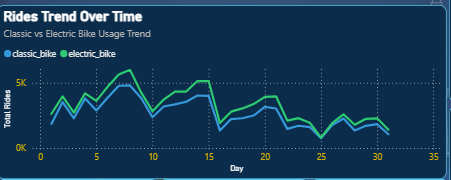 Rides Trend Over Time
Classic vs Electric Bike Usage Trend
classic_bike electric_bike
Total Rides
5K
0K
0 5 10 15 20 25 30 35
Day